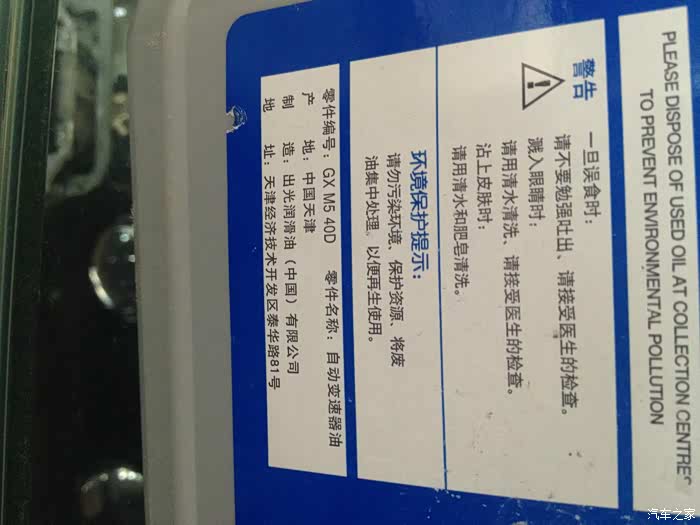 PLEASE DISPOSE OF USED OIL AT COLLECTION CENTRES
TO PREVENT ENVIRONMENTAL POLLUTION
警告
一旦误食时：
请不要勉强吐出、请接受医生的检查。
溅入眼睛时：
请用清水清洗、请接受医生的检查。
沾上皮肤时：
请用清水和肥皂清洗。
环境保护提示：
请勿污染环境、保护资源、将废
油集中处理、以便再生使用。
零件编号：GX M5 40D 零件名称：自动变速器油
产 地：中国天津
制 造：出光润滑油（中国）有限公司
地 址：天津经济技术开发区泰华路81号
汽车之家